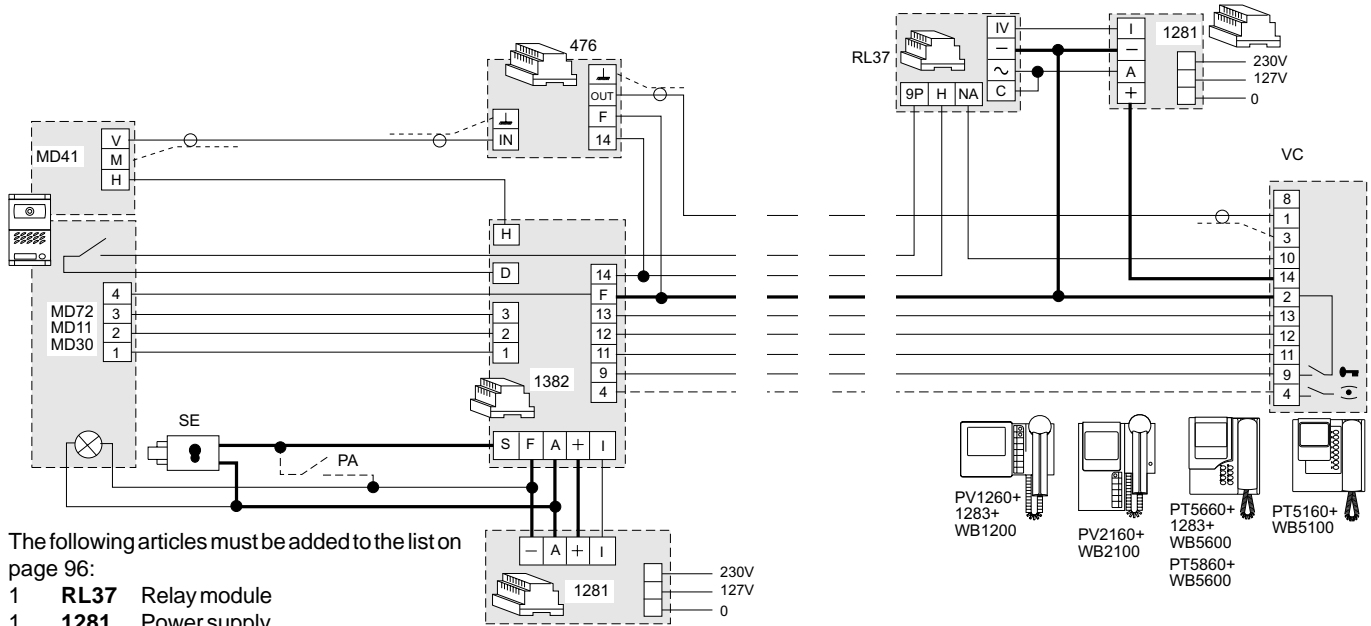 476
⏚
OUT
F
14
⏚
IN
MD41
V
M
H
H
D
3
2
1
14
F
13
12
11
9
4
1382
MD72
MD11
MD30
4
3
2
1
SE
PA
S F A + I
− A + I
1281
230V
127V
0
RL37
IV
−
~
C
9P H NA
I
−
A
+
1281
230V
127V
0
VC
8
1
3
10
14
2
13
12
11
9
4
PV1260+
1283+
WB1200
PV2160+
WB2100
PT5660+
1283+
WB5600
PT5860+
WB5600
PT5160+
WB5100
The following articles must be added to the list on
page 96:
1 RL37 Relay module
1 1281 Power supply